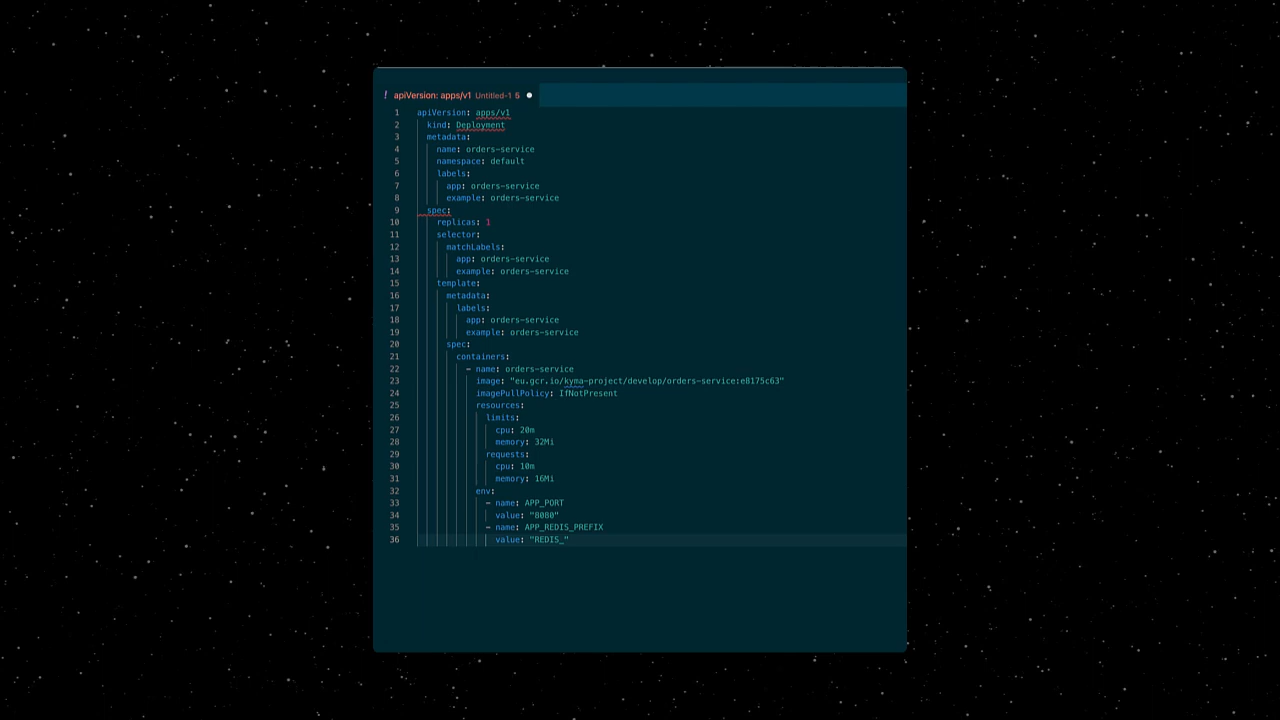 ! apiVersion: apps/v1 Untitled-1 5 ●
1 apiVersion: apps/v1
2 kind: Deployment
3 metadata:
4 name: orders-service
5 namespace: default
6 labels:
7 app: orders-service
8 example: orders-service
9 spec:
10 replicas: 1
11 selector:
12 matchLabels:
13 app: orders-service
14 example: orders-service
15 template:
16 metadata:
17 labels:
18 app: orders-service
19 example: orders-service
20 spec:
21 containers:
22 - name: orders-service
23 image: "eu.gcr.io/kyma-project/develop/orders-service:e8175c63"
24 imagePullPolicy: IfNotPresent
25 resources:
26 limits:
27 cpu: 20m
28 memory: 32Mi
29 requests:
30 cpu: 10m
31 memory: 16Mi
32 env:
33 - name: APP_PORT
34 value: "8080"
35 - name: APP_REDIS_PREFIX
36 value: "REDIS_"